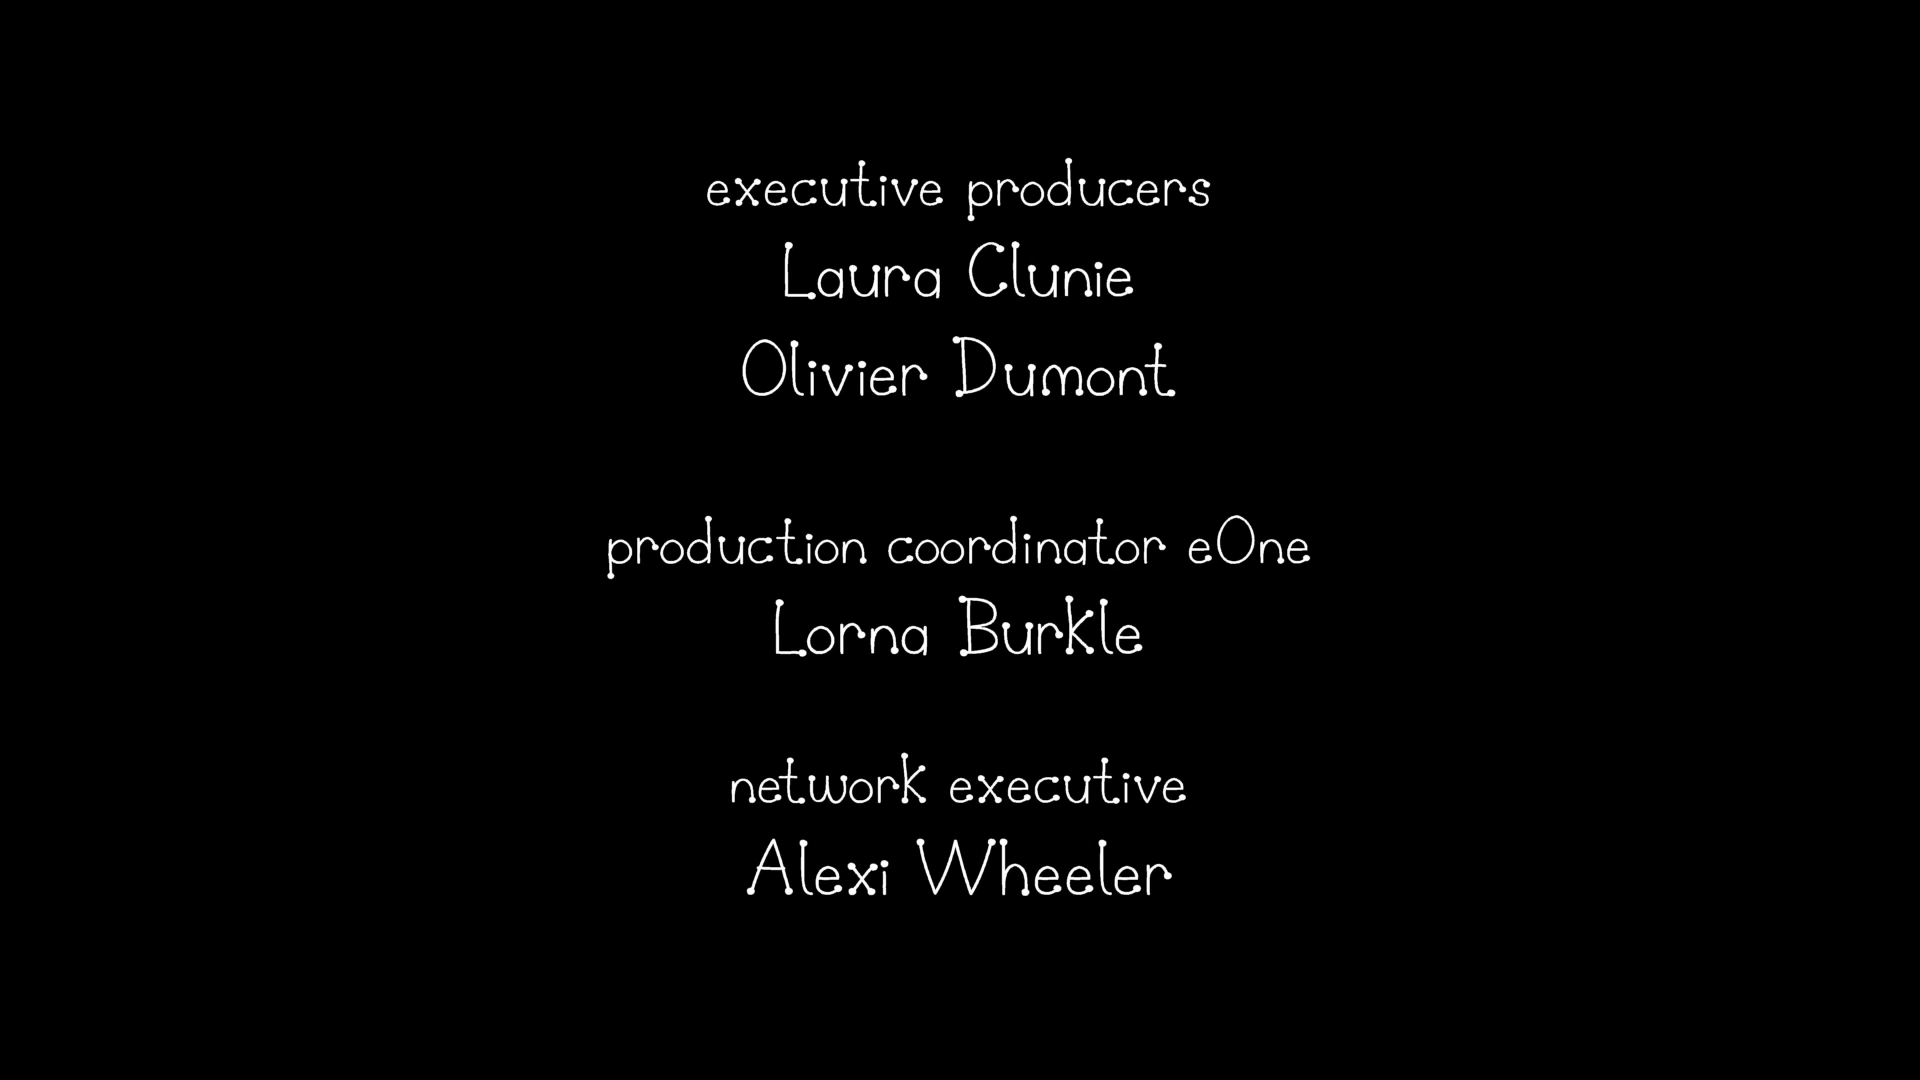 executive producers
Laura Clunie
Olivier Dumont
production coordinator eOne
Lorna Burkle
network executive
Alexi Wheeler